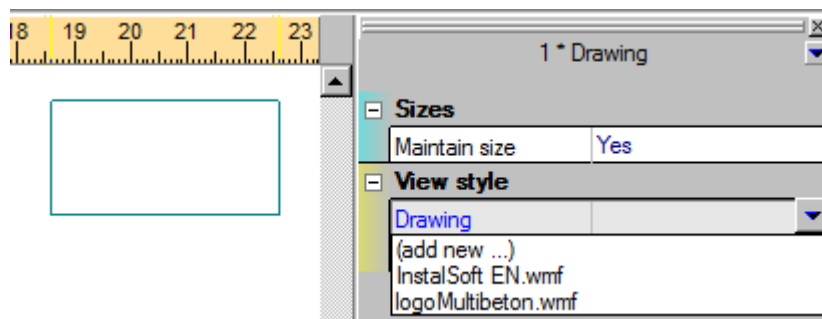 18 19 20 21 22 23
1 * Drawing
Sizes
Maintain size Yes
View style
Drawing
(add new ...)
InstalSoft EN.wmf
logoMultibeton.wmf